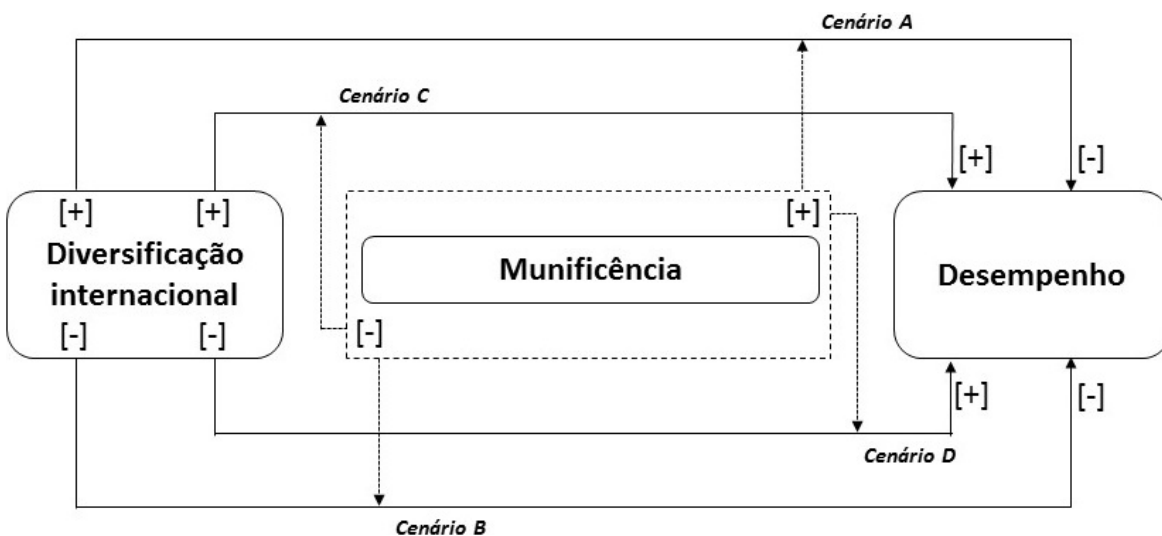 Cenário A
Cenário C
[+] [-]
[+] [+] [+]
Diversificação
internacional
Munificência
Desempenho
[-] [-] [-]
[+] [-]
Cenário D
Cenário B